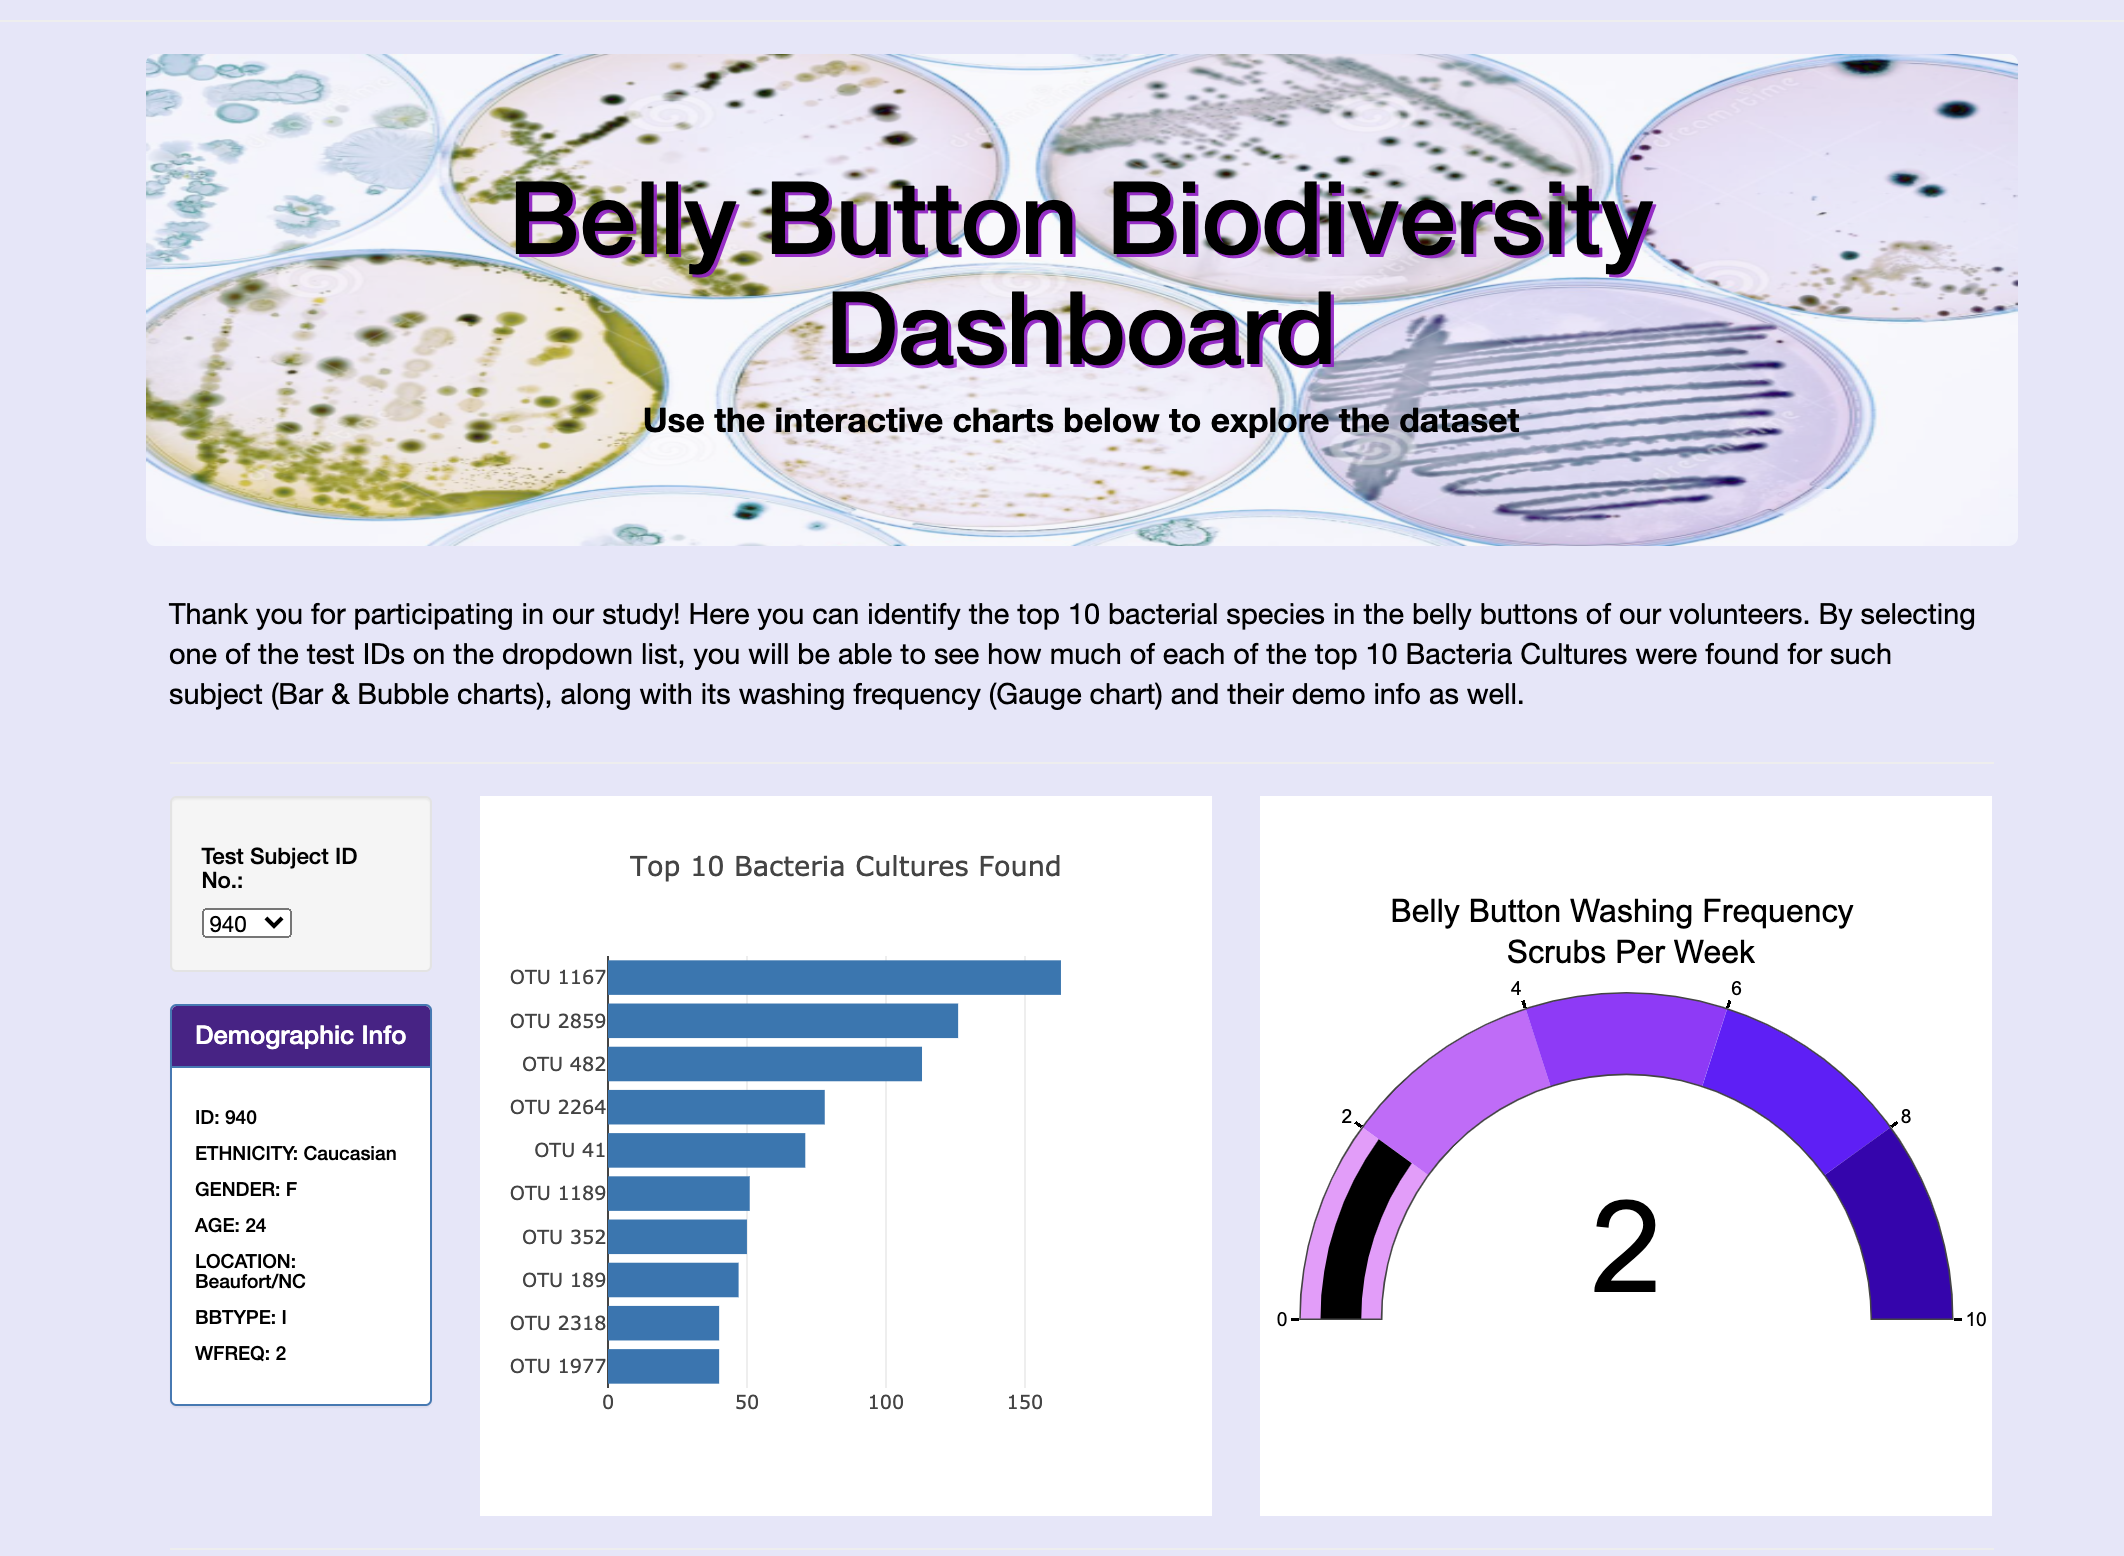 Belly Button Biodiversity
Dashboard
Use the interactive charts below to explore the dataset
Thank you for participating in our study! Here you can identify the top 10 bacterial species in the belly buttons of our volunteers. By selecting
one of the test IDs on the dropdown list, you will be able to see how much of each of the top 10 Bacteria Cultures were found for such
subject (Bar & Bubble charts), along with its washing frequency (Gauge chart) and their demo info as well.
Test Subject ID
No.:
940
Demographic Info
ID: 940
ETHNICITY: Caucasian
GENDER: F
AGE: 24
LOCATION:
Beaufort/NC
BBTYPE: I
WFREQ: 2
Top 10 Bacteria Cultures Found
OTU 1167
OTU 2859
OTU 482
OTU 2264
OTU 41
OTU 1189
OTU 352
OTU 189
OTU 2318
OTU 1977
0 50 100 150
Belly Button Washing Frequency
Scrubs Per Week
4 6
2 8
2
0 10